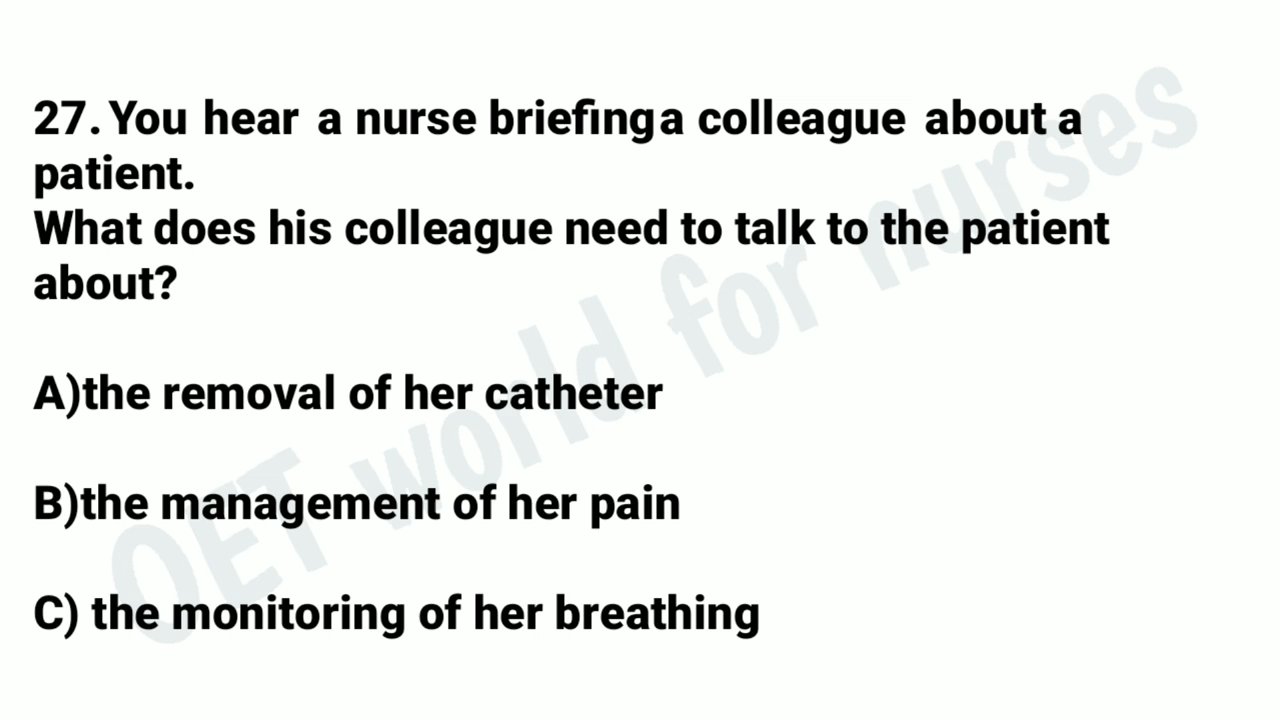 27. You hear a nurse briefing a colleague about a
patient.
What does his colleague need to talk to the patient
about?
A)the removal of her catheter
B)the management of her pain
C) the monitoring of her breathing
OET world for nurses